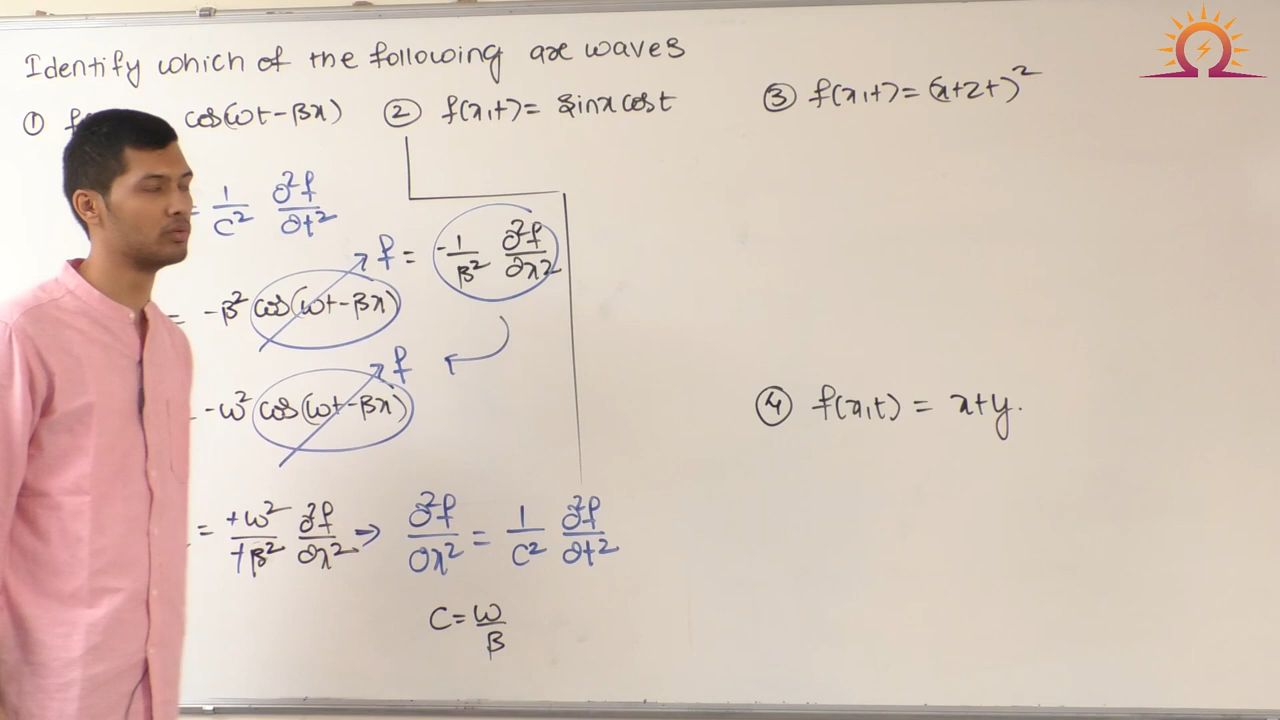 Identify which of the following are waves
① f cos(ωt-βx) ② f(x,t) = sinx cost ③ f(x,t) = (x+2t)²
= 1/c² ∂²f/∂t²
f = -1/β² ∂²f/∂x²
= -β² cos(ωt-βx)
f
-ω² cos(ωt-βx)
④ f(x,t) = x+y.
= +ω²/+β² ∂²f/∂x² ⇒ ∂²f/∂x² = 1/c² ∂²f/∂t²
C = ω/β